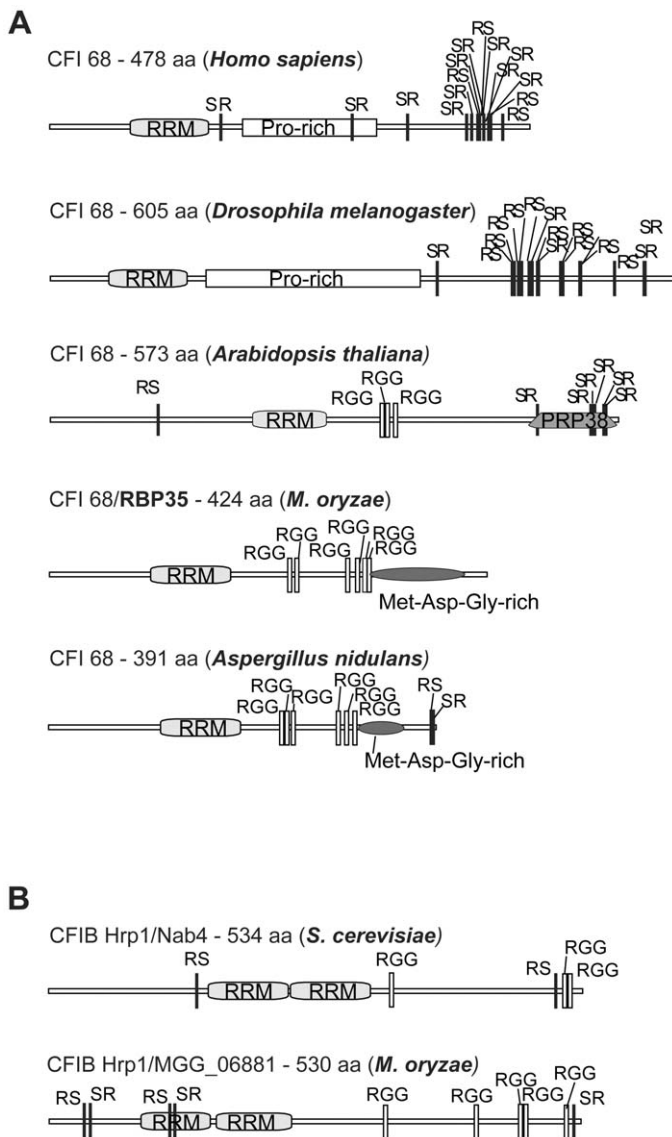 A
CFI 68 - 478 aa (Homo sapiens)
RS
SR SR
SR SR
RS SR
SR RS
SR RS
SR SR SR
RRM Pro-rich
CFI 68 - 605 aa (Drosophila melanogaster)
RS RS
RS SR
RS RS RS
RS SR RS
SR RS RS RS SR
SR
RRM Pro-rich
CFI 68 - 573 aa (Arabidopsis thaliana)
RS
RGG
RGG RGG
SR
SR SR
SR SR SR
RRM PRP38
CFI 68/RBP35 - 424 aa (M. oryzae)
RGG RGG
RGG RGG RGG
RGG
RRM
Met-Asp-Gly-rich
CFI 68 - 391 aa (Aspergillus nidulans)
RGG RGG RS
RGG RGG RGG SR
RGG
RRM
Met-Asp-Gly-rich
B
CFIB Hrp1/Nab4 - 534 aa (S. cerevisiae)
RS RGG RS RGG
RGG
RRM RRM
CFIB Hrp1/MGG_06881 - 530 aa (M. oryzae)
RS SR RS SR RGG RGG RGG RGG RGG SR
RRM RRM